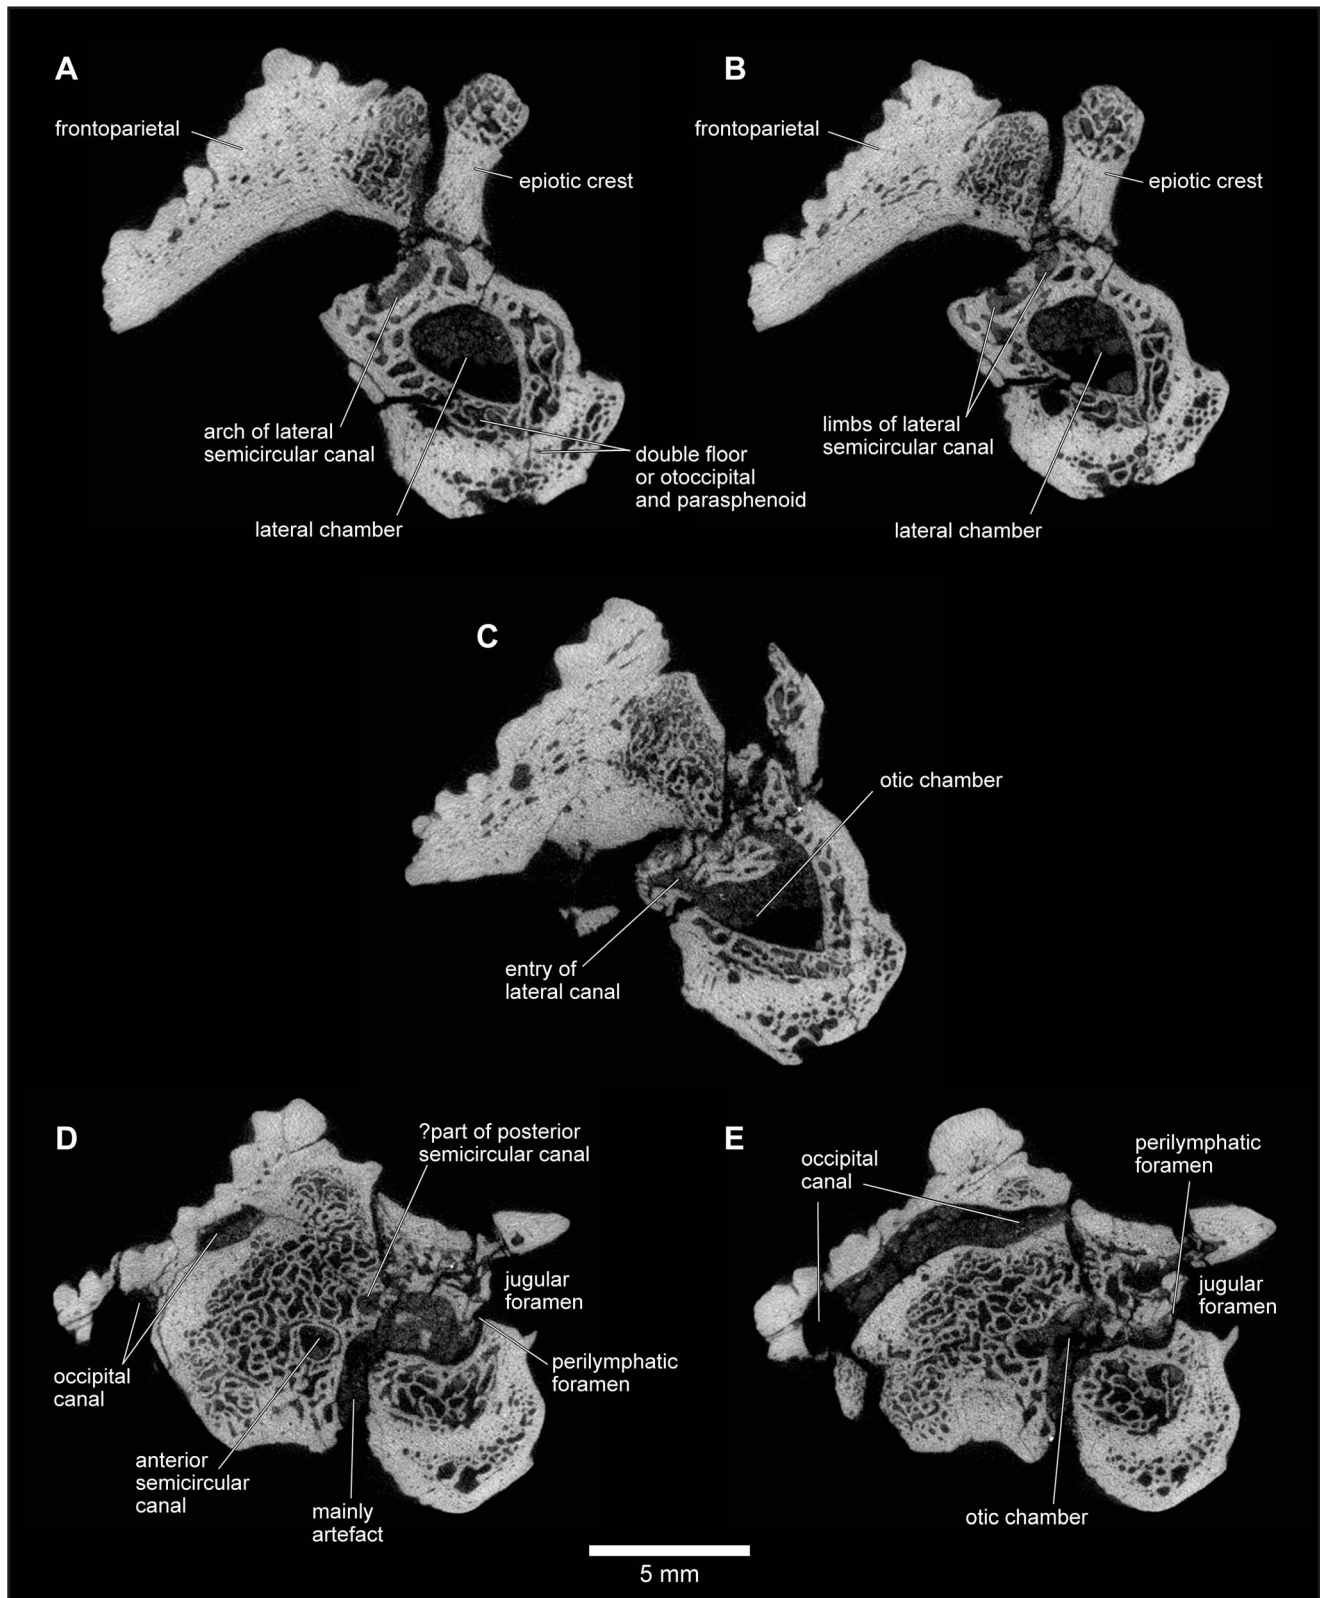 A
frontoparietal
epiotic crest
arch of lateral
semicircular canal
double floor
or otoccipital
and parasphenoid
lateral chamber
B
frontoparietal
epiotic crest
limbs of lateral
semicircular canal
lateral chamber
C
otic chamber
entry of
lateral canal
D
?part of posterior
semicircular canal
jugular
foramen
perilymphatic
foramen
occipital
canal
anterior
semicircular
canal
mainly
artefact
E
occipital
canal
perilymphatic
foramen
jugular
foramen
otic chamber
5 mm